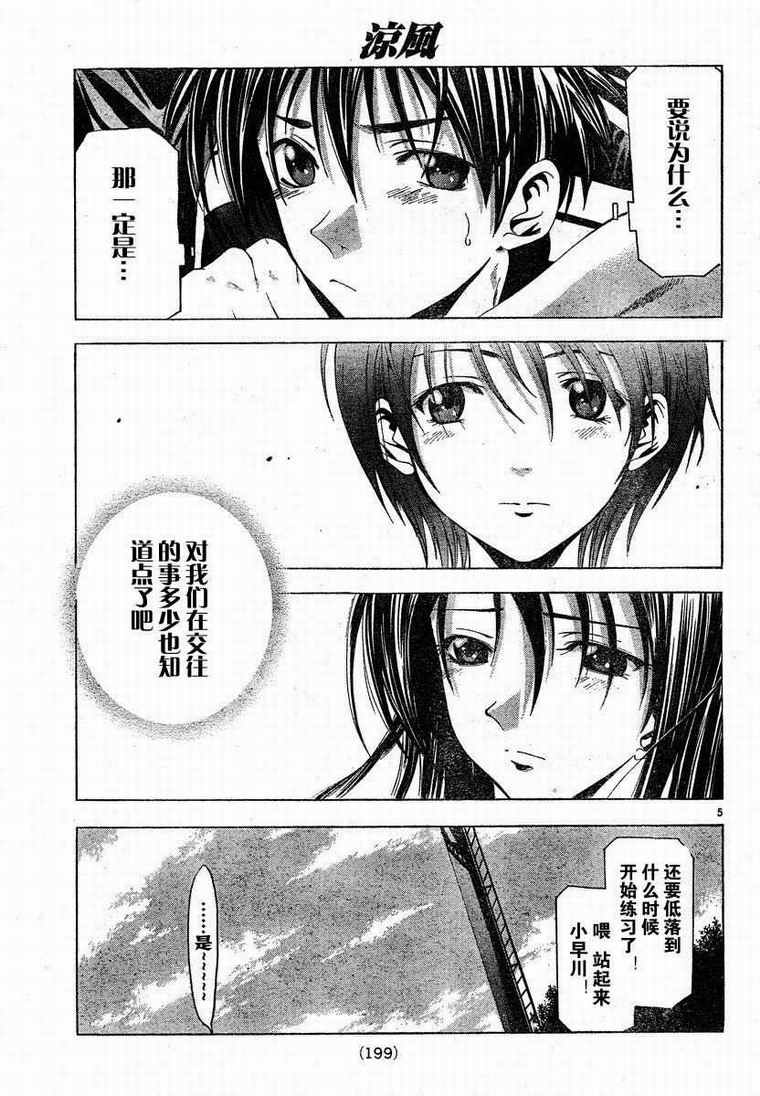 涼風
要说为什么…
那一定是…
对我们在交往
的事多少也知
道点了吧
5
还要低落到
什么时候
开始练习了！
喂 站起来
小早川！
……是～～～～～
(199)